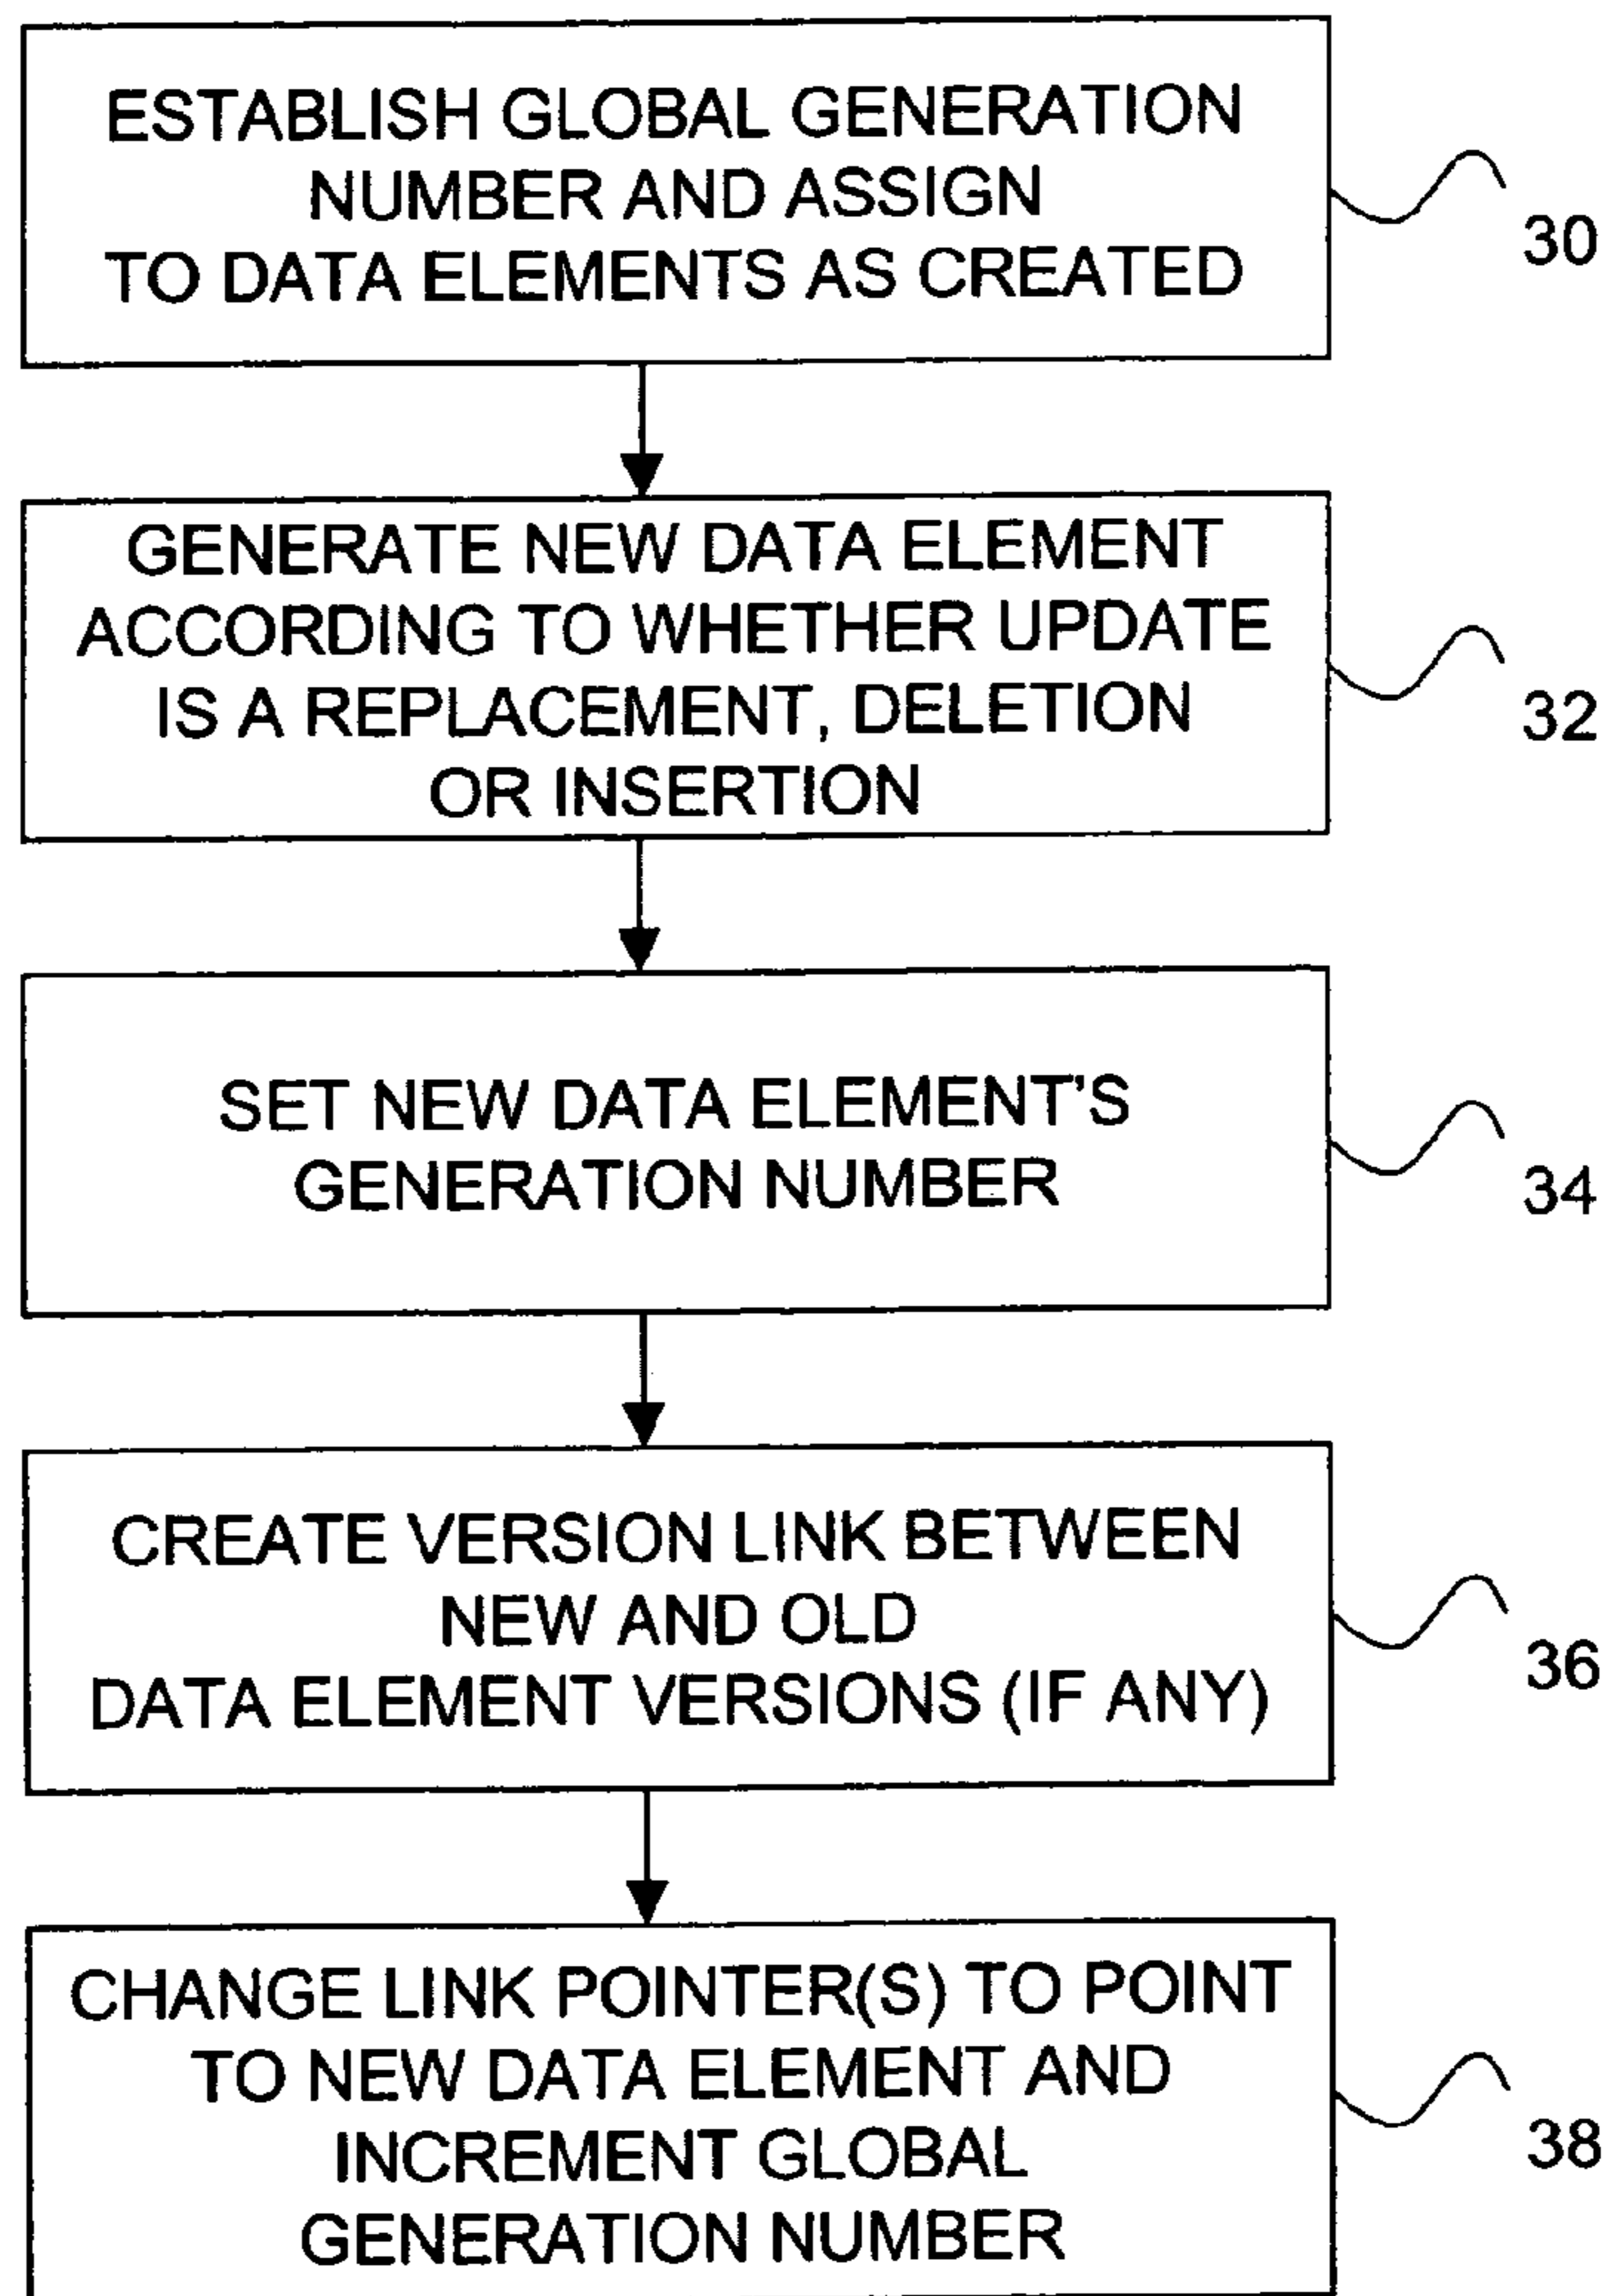 ESTABLISH GLOBAL GENERATION
NUMBER AND ASSIGN
TO DATA ELEMENTS AS CREATED
30
GENERATE NEW DATA ELEMENT
ACCORDING TO WHETHER UPDATE
IS A REPLACEMENT, DELETION
OR INSERTION
32
SET NEW DATA ELEMENT'S
GENERATION NUMBER
34
CREATE VERSION LINK BETWEEN
NEW AND OLD
DATA ELEMENT VERSIONS (IF ANY)
36
CHANGE LINK POINTER(S) TO POINT
TO NEW DATA ELEMENT AND
INCREMENT GLOBAL
GENERATION NUMBER
38